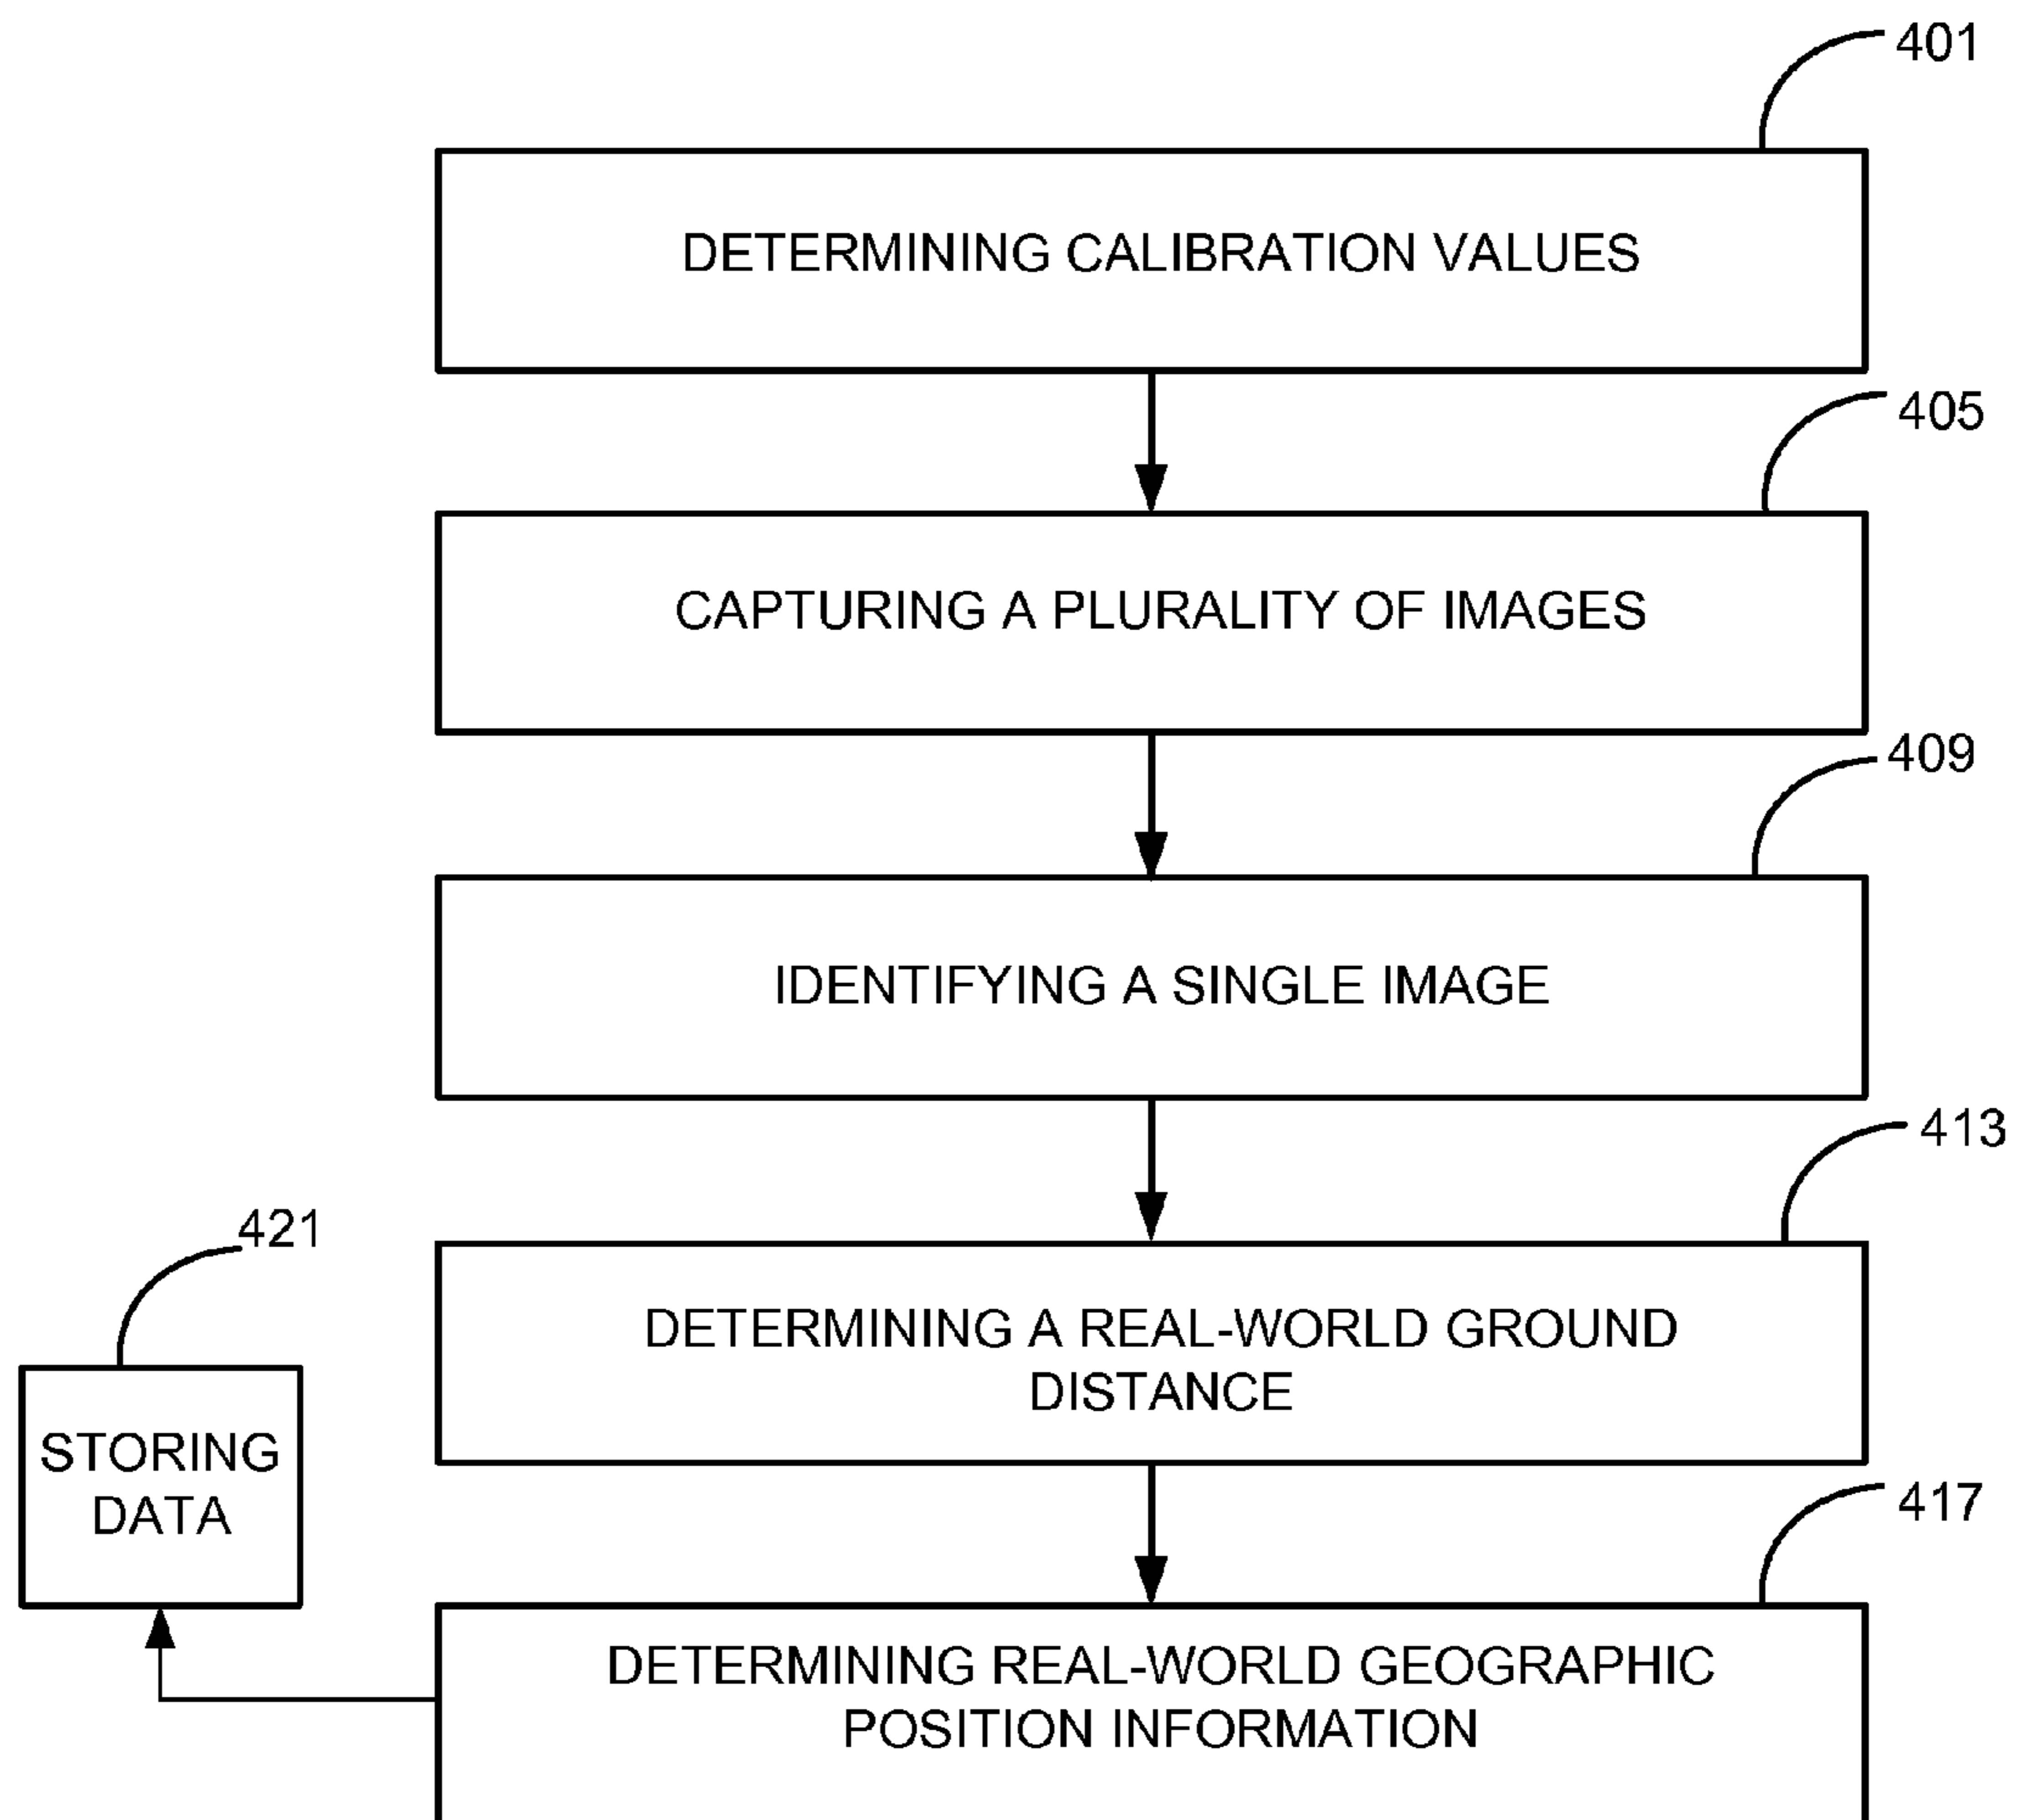 401
DETERMINING CALIBRATION VALUES
405
CAPTURING A PLURALITY OF IMAGES
409
IDENTIFYING A SINGLE IMAGE
413
DETERMINING A REAL-WORLD GROUND
DISTANCE
421
STORING
DATA
417
DETERMINING REAL-WORLD GEOGRAPHIC
POSITION INFORMATION